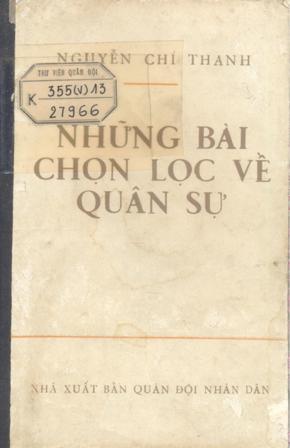 NGUYỄN CHÍ THANH
THƯ VIỆN QUÂN ĐỘI
K 355(V)13
27966
NHỮNG BÀI
CHỌN LỌC VỀ
QUÂN SỰ
NHÀ XUẤT BẢN QUÂN ĐỘI NHÂN DÂN